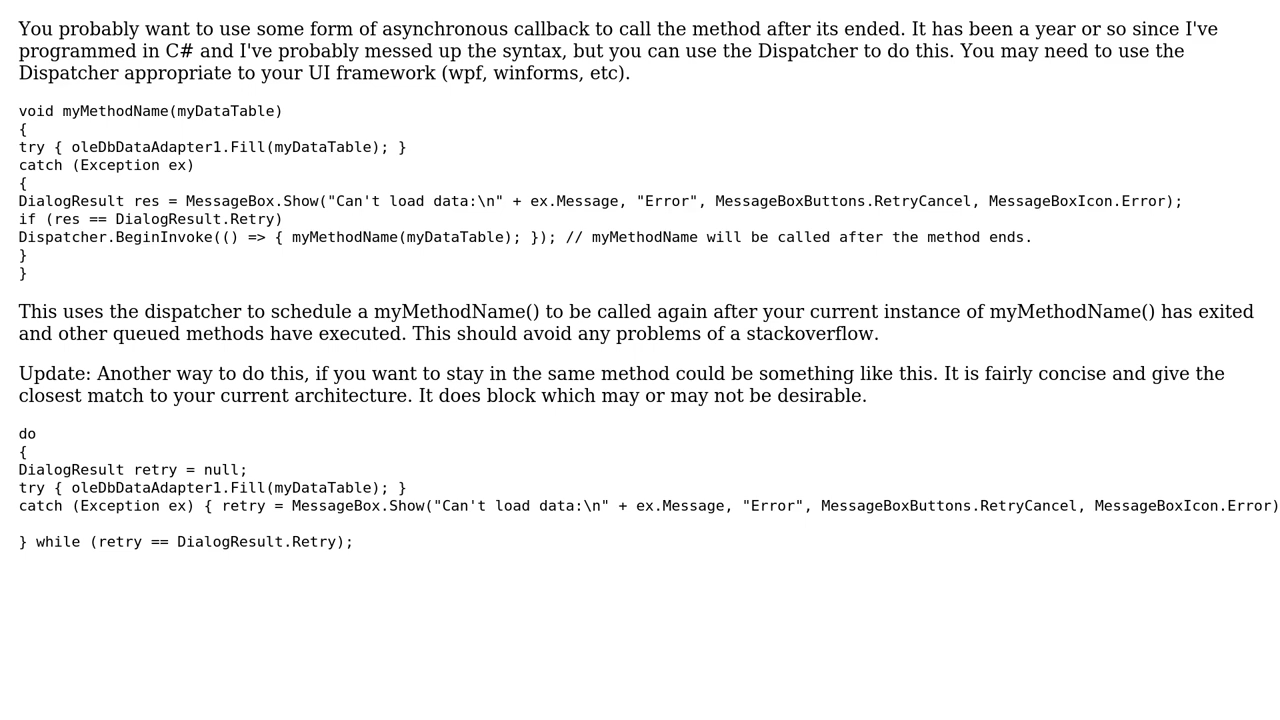 You probably want to use some form of asynchronous callback to call the method after its ended. It has been a year or so since I've
programmed in C# and I've probably messed up the syntax, but you can use the Dispatcher to do this. You may need to use the
Dispatcher appropriate to your UI framework (wpf, winforms, etc).
void myMethodName(myDataTable)
{
try { oleDbDataAdapter1.Fill(myDataTable); }
catch (Exception ex)
{
DialogResult res = MessageBox.Show("Can't load data:\n" + ex.Message, "Error", MessageBoxButtons.RetryCancel, MessageBoxIcon.Error);
if (res == DialogResult.Retry)
Dispatcher.BeginInvoke(() => { myMethodName(myDataTable); }); // myMethodName will be called after the method ends.
}
}
This uses the dispatcher to schedule a myMethodName() to be called again after your current instance of myMethodName() has exited
and other queued methods have executed. This should avoid any problems of a stackoverflow.
Update: Another way to do this, if you want to stay in the same method could be something like this. It is fairly concise and give the
closest match to your current architecture. It does block which may or may not be desirable.
do
{
DialogResult retry = null;
try { oleDbDataAdapter1.Fill(myDataTable); }
catch (Exception ex) { retry = MessageBox.Show("Can't load data:\n" + ex.Message, "Error", MessageBoxButtons.RetryCancel, MessageBoxIcon.Error)
} while (retry == DialogResult.Retry);